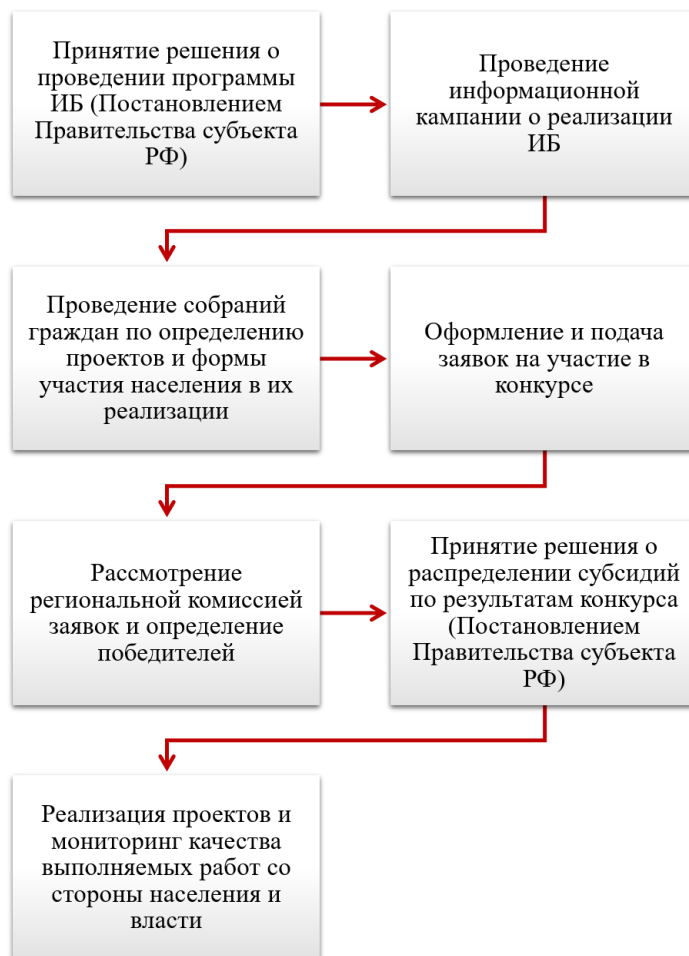 Принятие решения о
проведении программы
ИБ (Постановлением
Правительства субъекта
РФ)
Проведение
информационной
кампании о реализации
ИБ
Проведение собраний
граждан по определению
проектов и формы
участия населения в их
реализации
Оформление и подача
заявок на участие в
конкурсе
Рассмотрение
региональной комиссией
заявок и определение
победителей
Принятие решения о
распределении субсидий
по результатам конкурса
(Постановлением
Правительства субъекта
РФ)
Реализация проектов и
мониторинг качества
выполняемых работ со
стороны населения и
власти